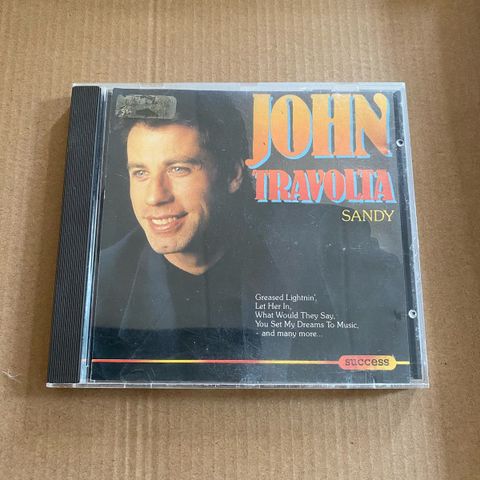 JOHN
TRAVOLTA
SANDY
Greased Lightnin',
Let Her In,
What Would They Say,
You Set My Dreams To Music,
- and many more...
success